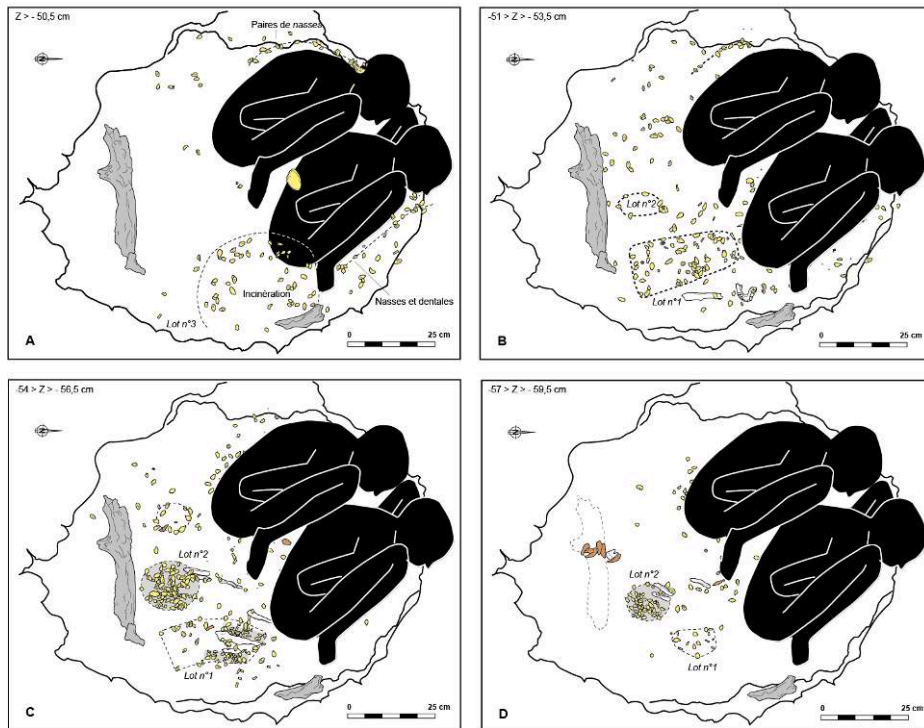 Z > - 50,5 cm
Paires de nassea
N
Incinération
Nasses et dentales
Lot n°3
A
0 25 cm
-51 > Z > - 53,5 cm
N
Lot n°2
Lot n°1
B
0 25 cm
-54 > Z > - 56,5 cm
N
Lot n°2
Lot n°1
C
0 25 cm
-57 > Z > - 59,5 cm
N
Lot n°2
Lot n°1
D
0 25 cm